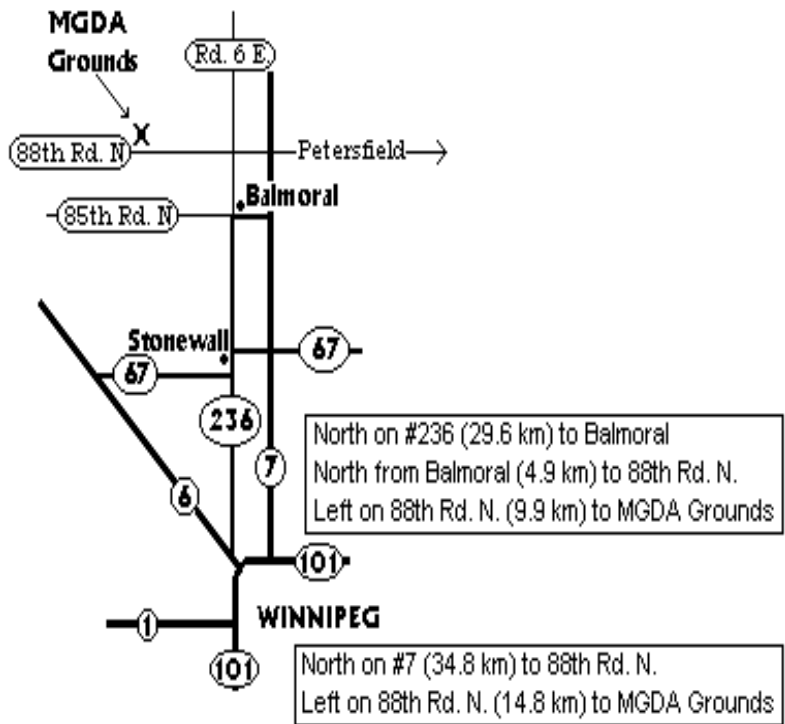 MGDA
Grounds
Rd. 6 E
88th Rd. N
Petersfield
Balmoral
85th Rd. N
Stonewall
67
67
236
7
6
North on #236 (29.6 km) to Balmoral
North from Balmoral (4.9 km) to 88th Rd. N.
Left on 88th Rd. N. (9.9 km) to MGDA Grounds
101
1
WINNIPEG
101
North on #7 (34.8 km) to 88th Rd. N.
Left on 88th Rd. N. (14.8 km) to MGDA Grounds